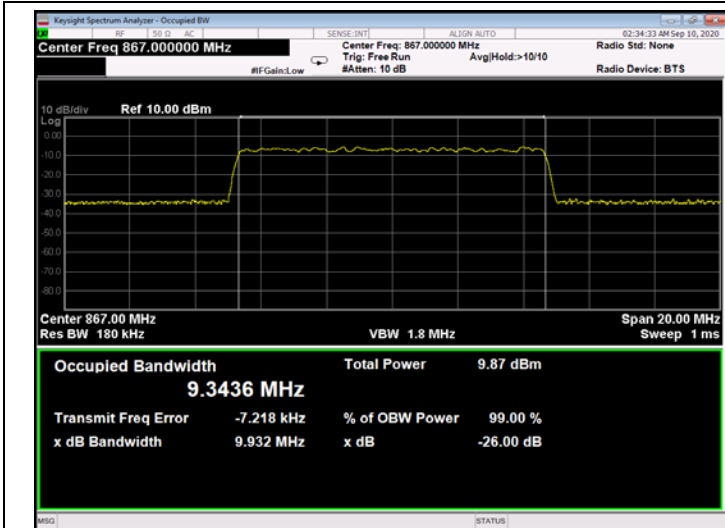 Keysight Spectrum Analyzer - Occupied BW
RF 50 Ω AC SENSE:INT ALIGN AUTO 02:34:33 AM Sep 10, 2020
Center Freq 867.000000 MHz
Center Freq: 867.000000 MHz
Radio Std: None
Trig: Free Run Avg|Hold:>10/10
#IFGain:Low #Atten: 10 dB Radio Device: BTS
10 dB/div Ref 10.00 dBm
Log
0.00
-10.0
-20.0
-30.0
-40.0
-50.0
-60.0
-70.0
-80.0
Center 867.00 MHz Span 20.00 MHz
Res BW 180 kHz VBW 1.8 MHz Sweep 1 ms
Occupied Bandwidth Total Power 9.87 dBm
9.3436 MHz
Transmit Freq Error -7.218 kHz % of OBW Power 99.00 %
x dB Bandwidth 9.932 MHz x dB -26.00 dB
MSG STATUS